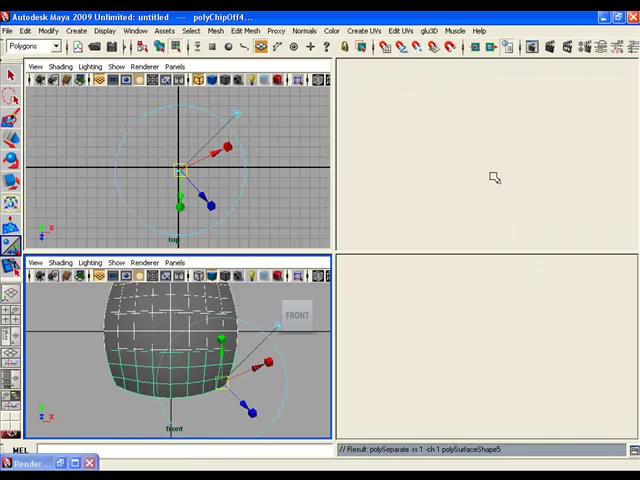 Autodesk Maya 2009 Unlimited: untitled --- polyChipOff4...
File Edit Modify Create Display Window Assets Select Mesh Edit Mesh Proxy Normals Color Create UVs Edit UVs glu3D Muscle Help
Polygons
View Shading Lighting Show Renderer Panels
top
View Shading Lighting Show Renderer Panels
FRONT
front
MEL
// Result: polySeparate -rs 1 -ch 1 polySurfaceShape5
Render...